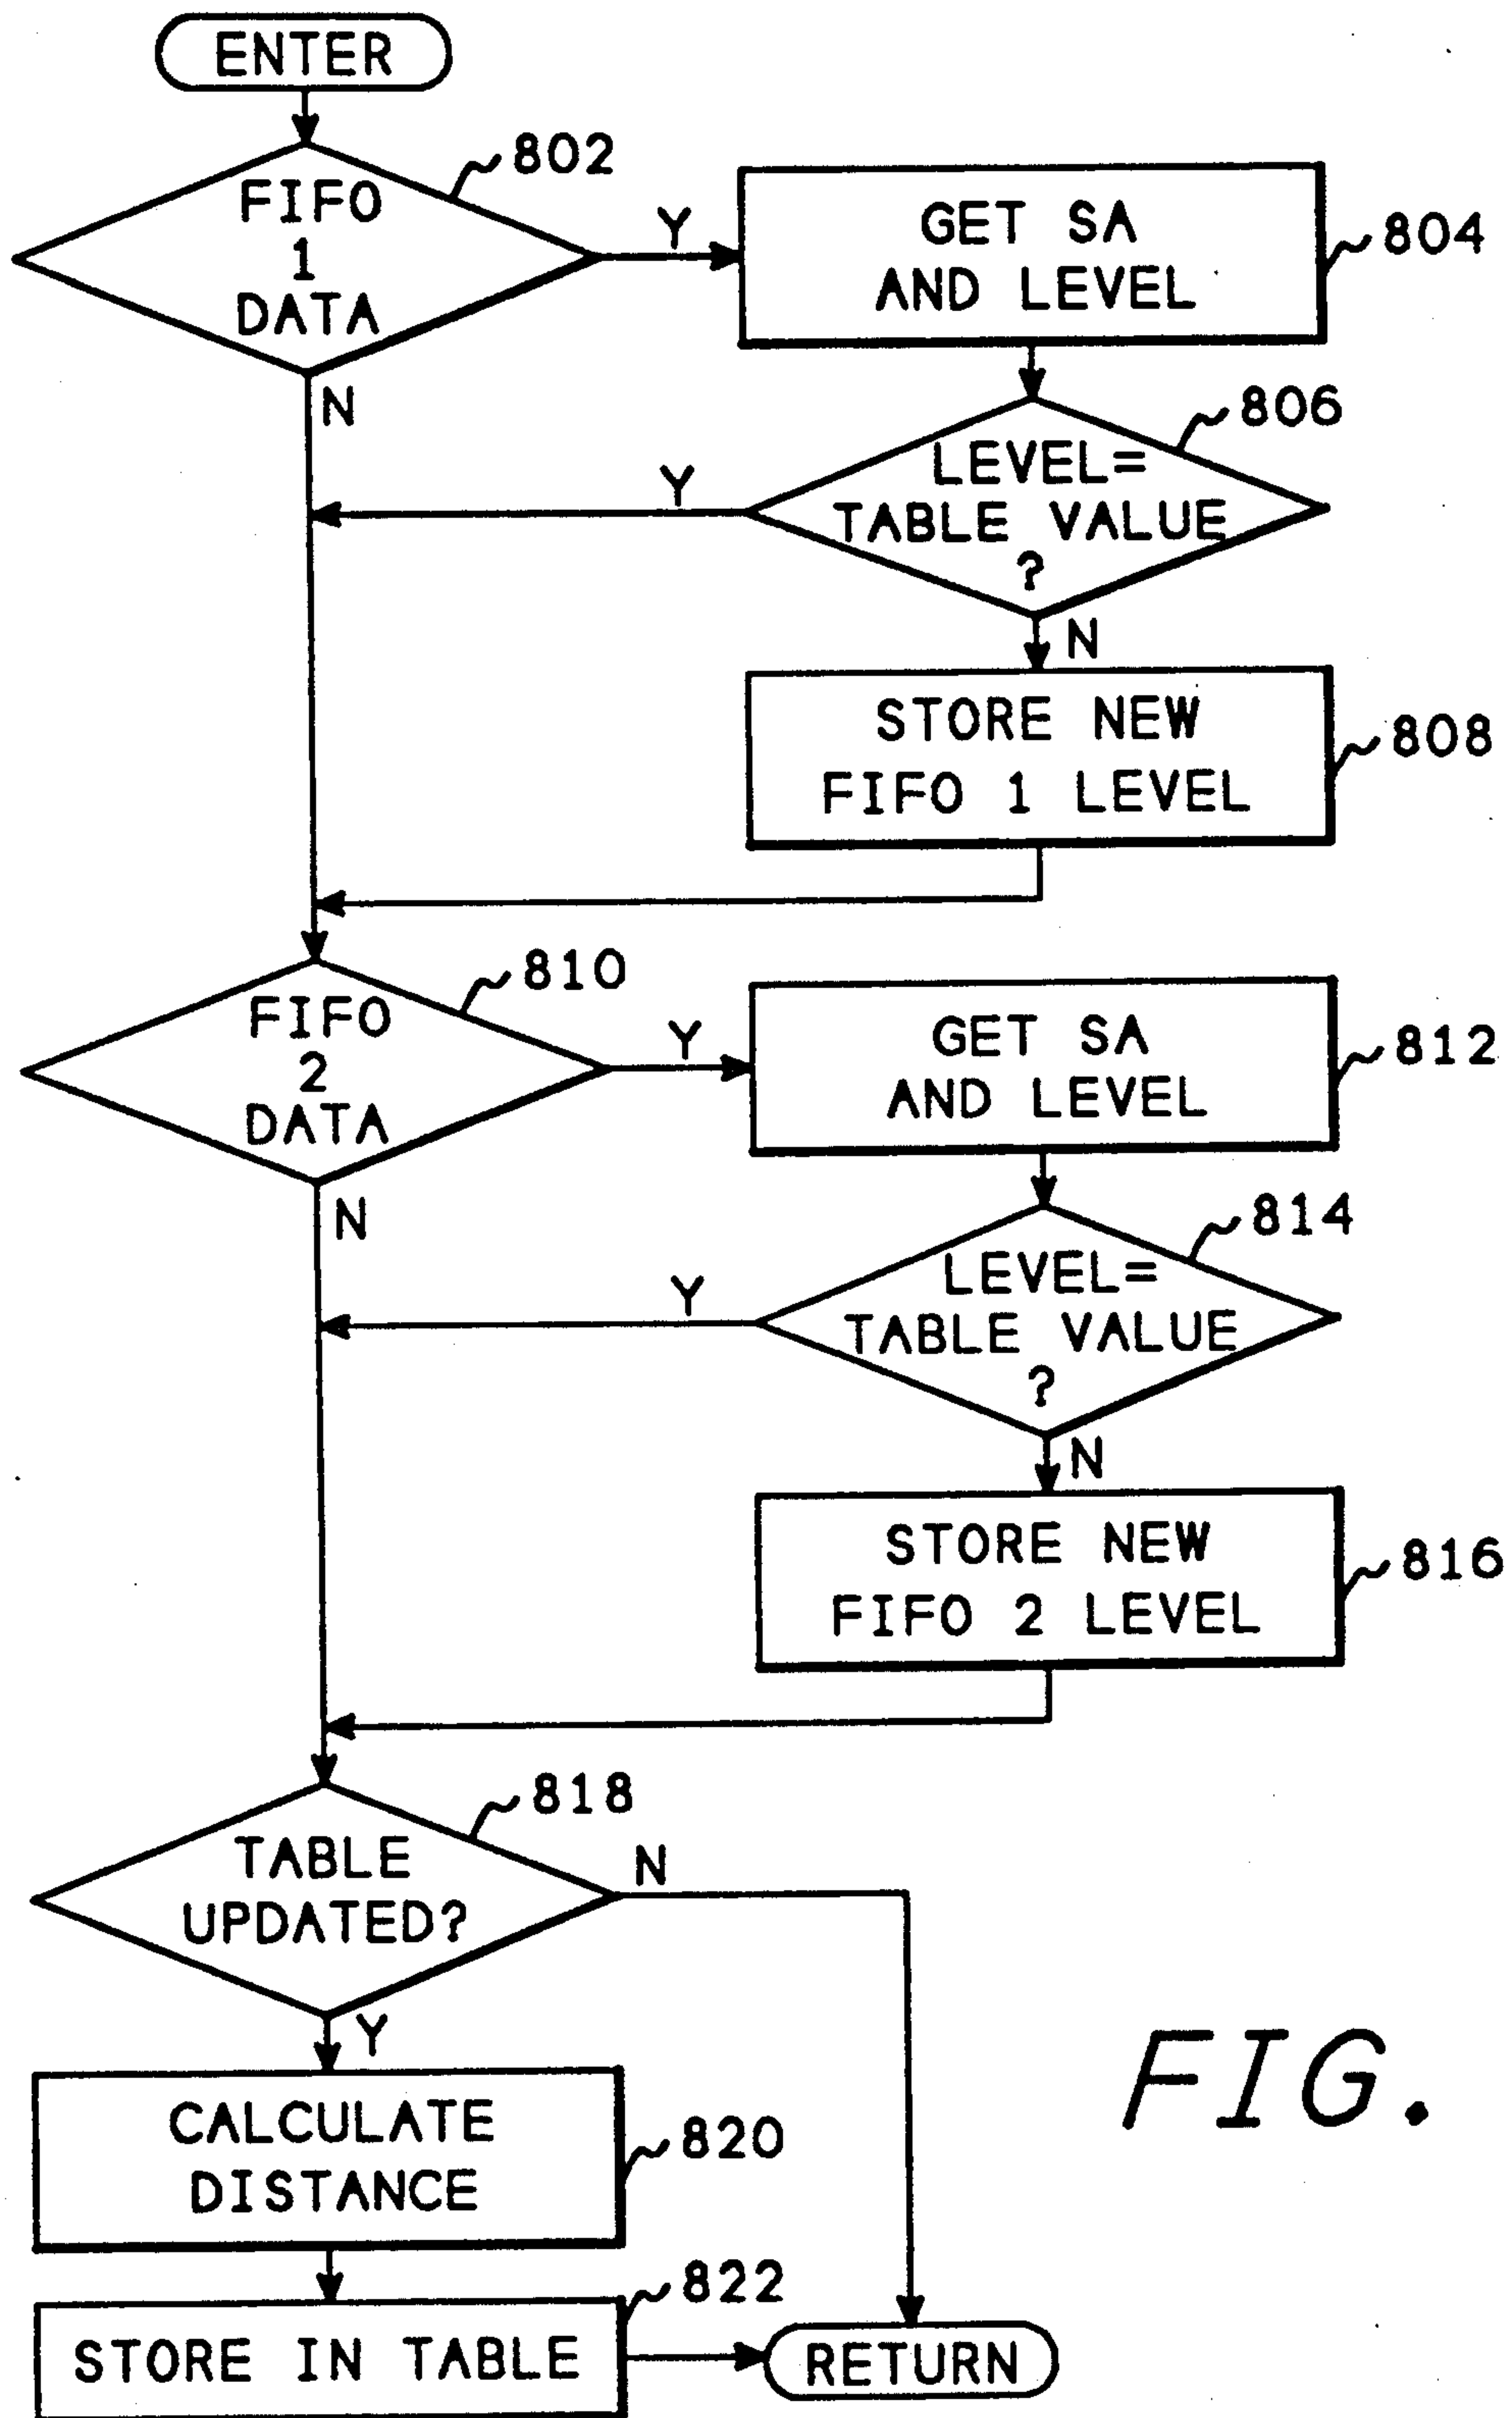 ENTER
802
FIFO
1
DATA
Y
GET SA
AND LEVEL
804
N
806
LEVEL=
TABLE VALUE
?
Y
N
STORE NEW
FIFO 1 LEVEL
808
810
FIFO
2
DATA
Y
GET SA
AND LEVEL
812
N
814
LEVEL=
TABLE VALUE
?
Y
N
STORE NEW
FIFO 2 LEVEL
816
818
TABLE
UPDATED?
N
Y
CALCULATE
DISTANCE
820
FIG.
822
STORE IN TABLE
RETURN